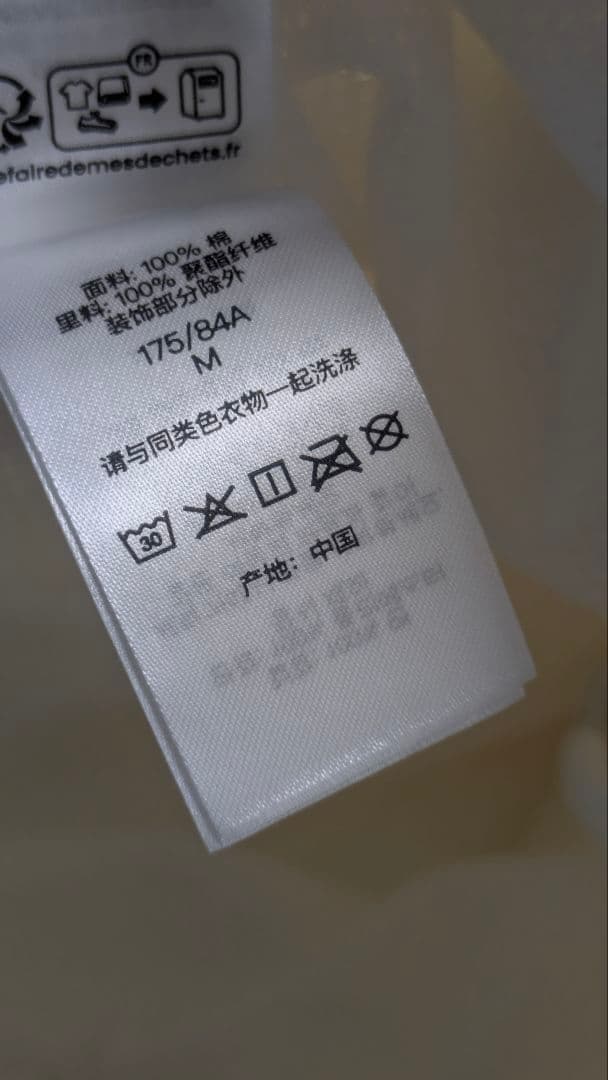 FR
efairedemesdechets.fr
面料: 100% 棉
里料: 100% 聚酯纤维
装饰部分除外
175/84A
M
请与同类色衣物一起洗涤
30
产地：中国